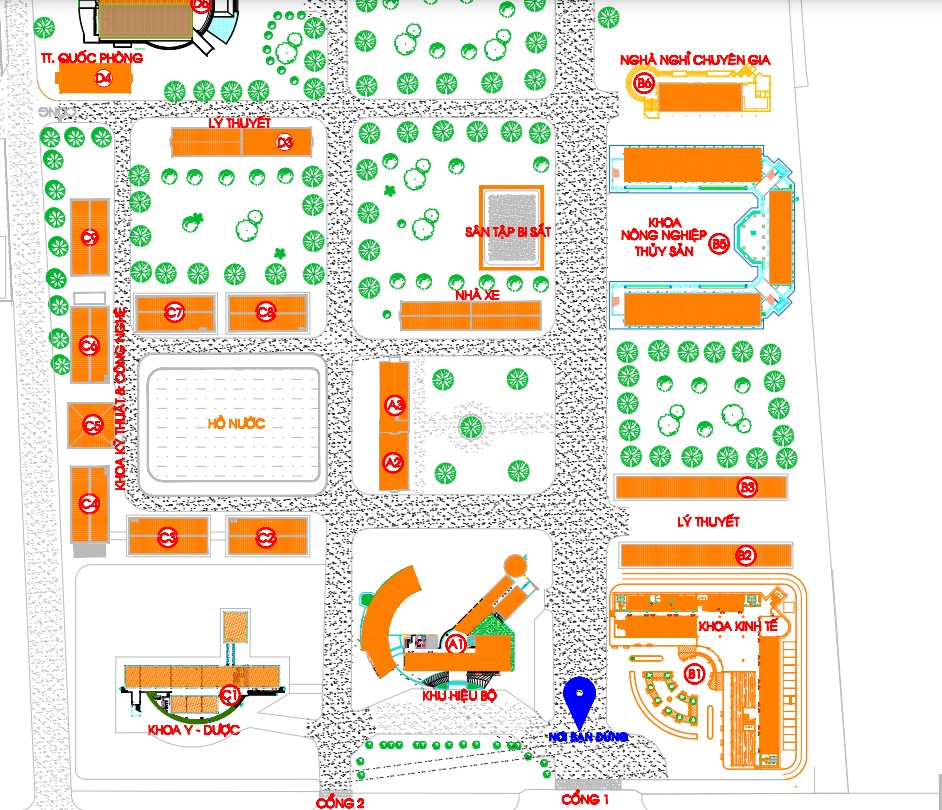 D5
TT. QUỐC PHÒNG
D4
NGHÀ NGHỈ CHUYÊN GIA
B6
CỔNG
LÝ THUYẾT
D3
C9
SÂN TẬP BI SẮT
KHOA
NÔNG NGHIỆP
THỦY SẢN
B5
NHÀ XE
C7
C8
C6
KHOA KỸ THUẬT & CÔNG NGHỆ
C5
HỒ NƯỚC
A3
A2
C4
B3
LÝ THUYẾT
C3
C2
B2
KHOA KINH TẾ
A1
B1
KHU HIỆU BỘ
C1
KHOA Y - DƯỢC
NƠI BẠN ĐỨNG
CỔNG 2
CỔNG 1